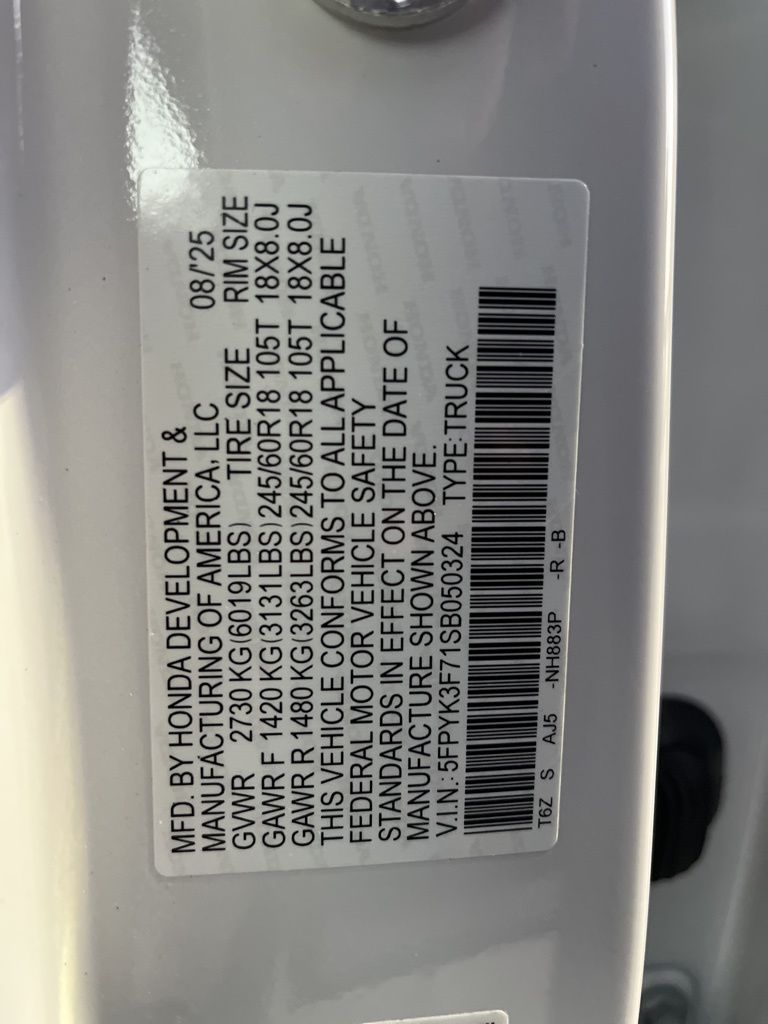 MFD. BY HONDA DEVELOPMENT &
MANUFACTURING OF AMERICA, LLC 08/'25
GVWR 2730 KG(6019LBS) TIRE SIZE RIM SIZE
GAWR F 1420 KG(3131LBS)245/60R18 105T 18X8.0J
GAWR R 1480 KG(3263LBS)245/60R18 105T 18X8.0J
THIS VEHICLE CONFORMS TO ALL APPLICABLE
FEDERAL MOTOR VEHICLE SAFETY
STANDARDS IN EFFECT ON THE DATE OF
MANUFACTURE SHOWN ABOVE.
V.I.N.: 5FPYK3F71SB050324 TYPE:TRUCK
T6Z S AJ5 -NH883P -R -B